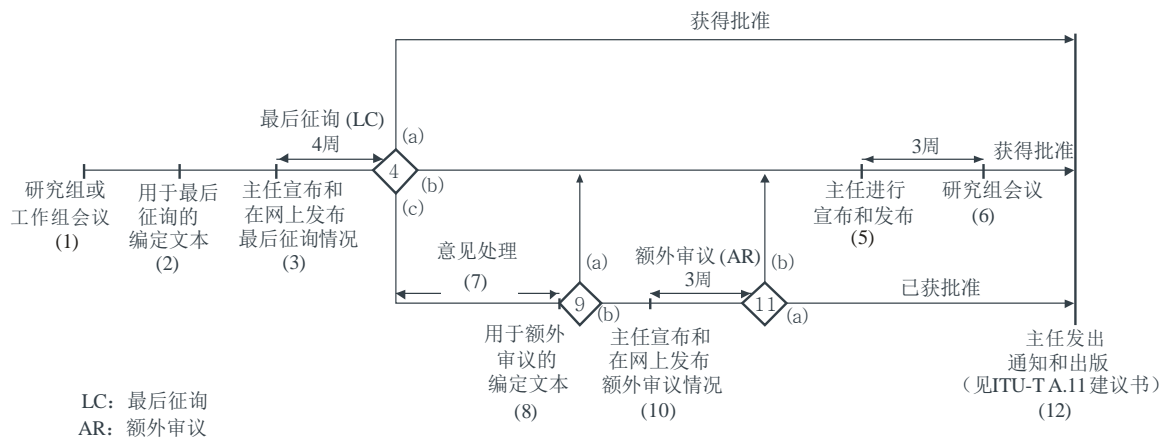 获得批准
最后征询 (LC)
4周
(a)
4
(b)
(c)
3周
获得批准
研究组或
工作组会议
(1)
用于最后
征询的
编定文本
(2)
主任宣布和
在网上发布
最后征询情况
(3)
主任进行
宣布和发布
(5)
研究组会议
(6)
意见处理
(7)
(a)
9
(b)
额外审议 (AR)
3周
(b)
11
(a)
已获批准
用于额外
审议的
编定文本
(8)
主任宣布和
在网上发布
额外审议情况
(10)
主任发出
通知和出版
（见ITU-T A.11 建议书）
(12)
LC：最后征询
AR：额外审议